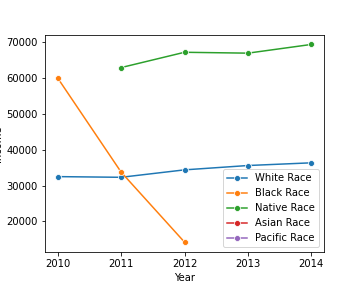 70000
60000
50000
40000
30000
20000
2010 2011 2012 2013 2014
Year
White Race
Black Race
Native Race
Asian Race
Pacific Race